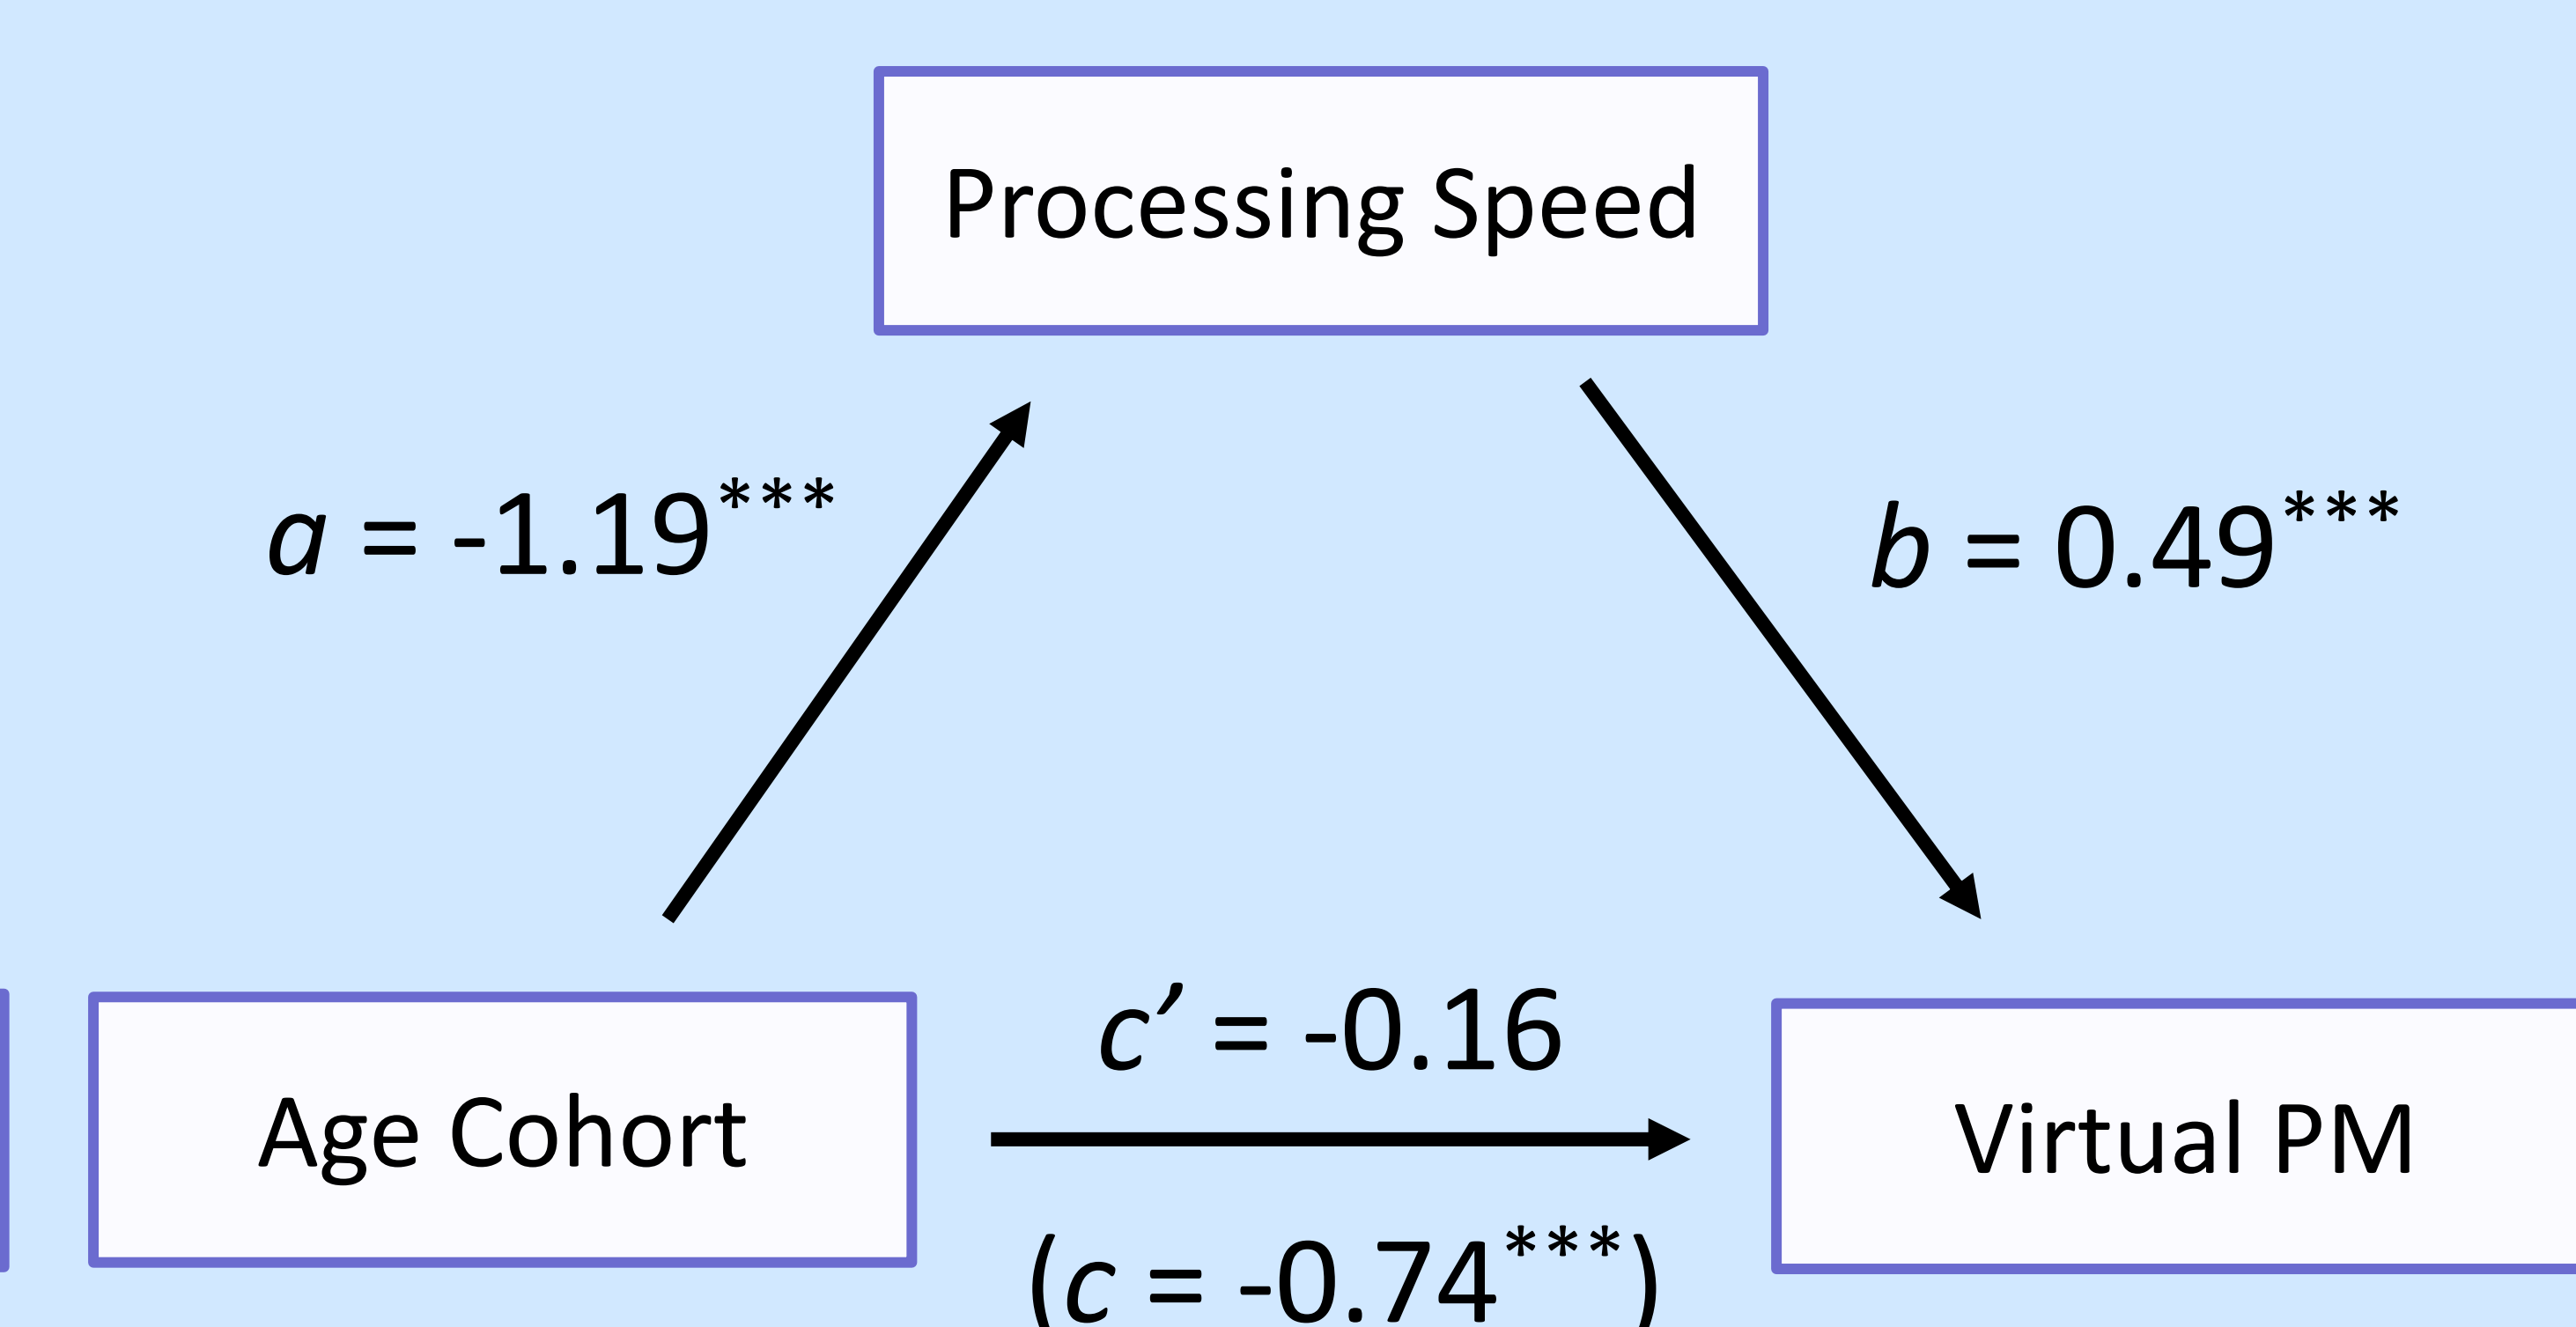 Processing Speed
a = -1.19***
b = 0.49***
c′ = -0.16
Age Cohort
Virtual PM
(c = -0.74***)